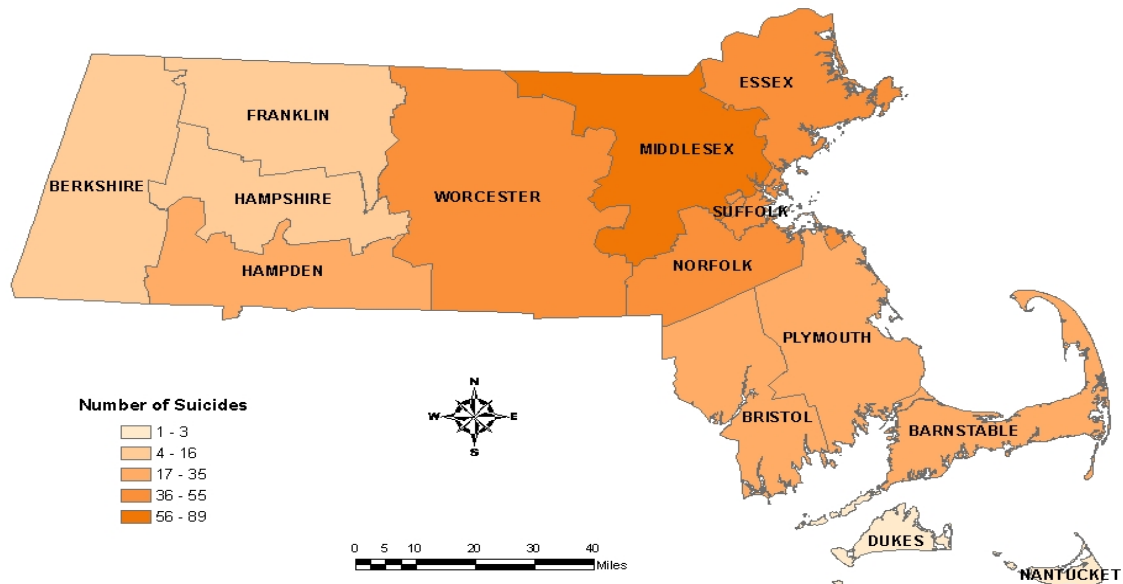 ESSEX
FRANKLIN
MIDDLESEX
BERKSHIRE
HAMPSHIRE
WORCESTER
SUFFOLK
HAMPDEN
NORFOLK
PLYMOUTH
BRISTOL
BARNSTABLE
DUKES
NANTUCKET
N
W E
S
Number of Suicides
1 - 3
4 - 16
17 - 35
36 - 55
56 - 89
0 5 10 20 30 40
Miles